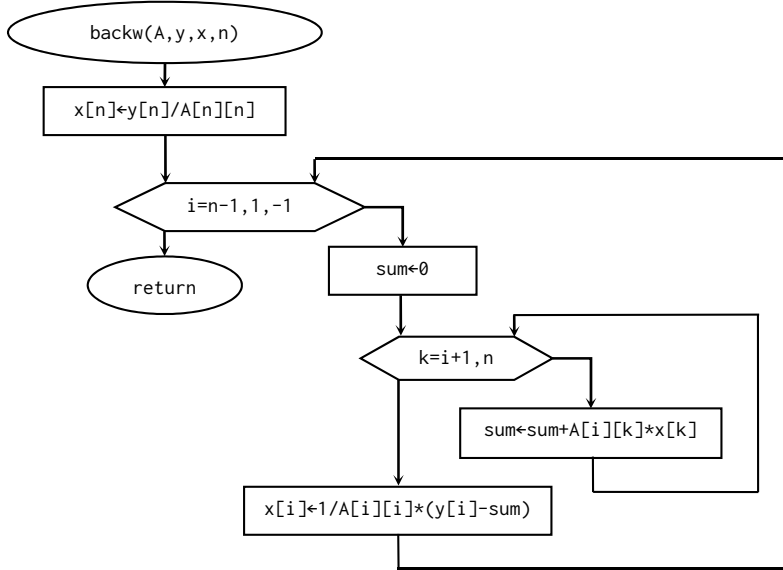 backw(A,y,x,n)
x[n]←y[n]/A[n][n]
i=n-1,1,-1
sum←0
return
k=i+1,n
sum←sum+A[i][k]*x[k]
x[i]←1/A[i][i]*(y[i]-sum)